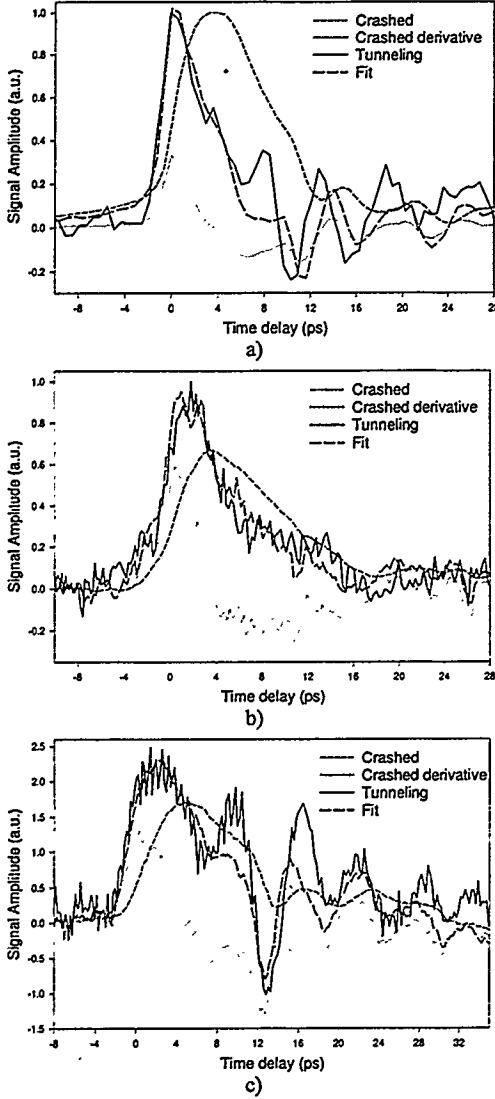 1.0
0.8
0.6
0.4
0.2
0.0
-0.2
Signal Amplitude (a.u.)
Crashed
Crashed derivative
Tunneling
Fit
-8 -4 0 4 8 12 16 20 24 28
Time delay (ps)
a)
1.0
0.8
0.6
0.4
0.2
0.0
-0.2
Signal Amplitude (a.u.)
Crashed
Crashed derivative
Tunneling
Fit
-8 -4 0 4 8 12 16 20 24 28
Time delay (ps)
b)
2.5
2.0
1.5
1.0
0.5
0.0
-0.5
-1.0
-1.5
Signal Amplitude (a.u.)
Crashed
Crashed derivative
Tunneling
Fit
-8 -4 0 4 8 12 16 20 24 28 32
Time delay (ps)
c)